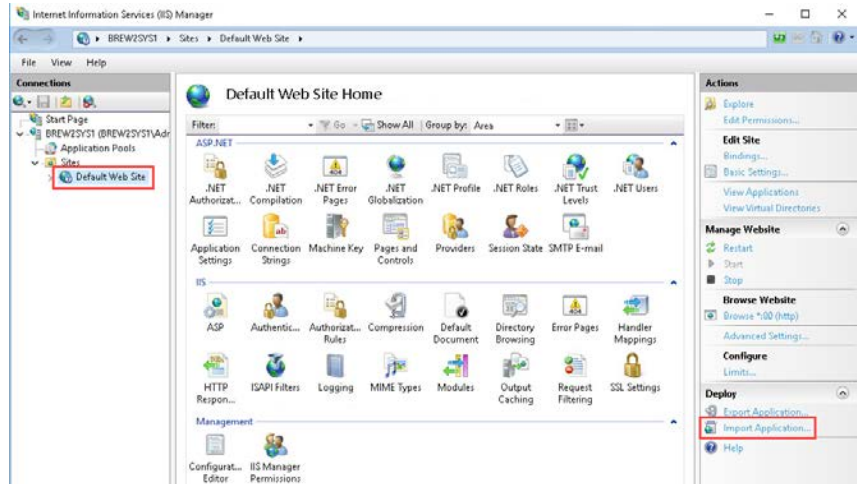 Internet Information Services (IIS) Manager
BREW2SYS1 Sites Default Web Site
File View Help
Connections
Start Page
BREW2SYS1 (BREW2SYS1\Adr
Application Pools
Sites
Default Web Site
Default Web Site Home
Filter: Go Show All Group by: Area
ASP.NET
.NET Authorizat...
.NET Compilation
.NET Error Pages
.NET Globalization
.NET Profile
.NET Roles
.NET Trust Levels
.NET Users
Application Settings
Connection Strings
Machine Key
Pages and Controls
Providers
Session State
SMTP E-mail
IIS
ASP
Authentic...
Authorizat... Rules
Compression
Default Document
Directory Browsing
Error Pages
Handler Mappings
HTTP Respon...
ISAPI Filters
Logging
MIME Types
Modules
Output Caching
Request Filtering
SSL Settings
Management
Configurat... Editor
IIS Manager Permissions
Actions
Explore
Edit Permissions...
Edit Site
Bindings...
Basic Settings...
View Applications
View Virtual Directories
Manage Website
Restart
Start
Stop
Browse Website
Browse (http)
Advanced Settings...
Configure
Limits...
Deploy
Export Application...
Import Application...
Help